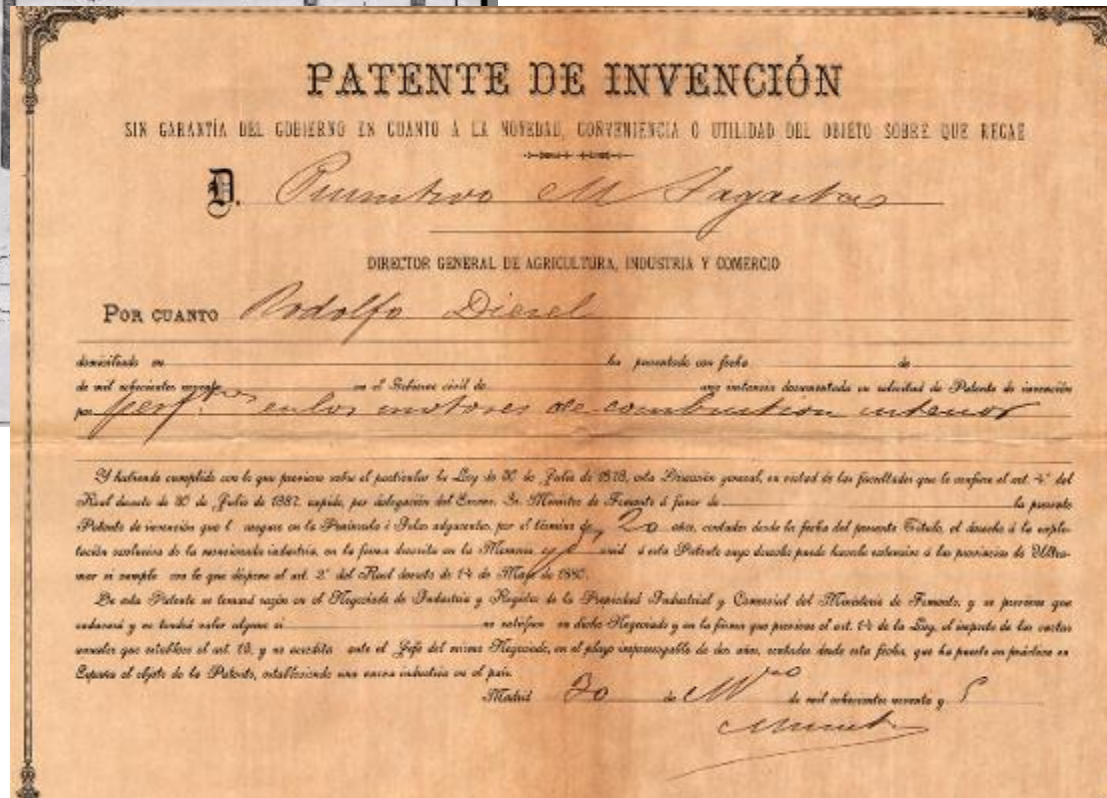 PATENTE DE INVENCIÓN
SIN GARANTÍA DEL GOBIERNO EN CUANTO A LA NOVEDAD, CONVENIENCIA O UTILIDAD DEL OBJETO SOBRE QUE RECAE
D. Primitivo M Sagasta
DIRECTOR GENERAL DE AGRICULTURA, INDUSTRIA Y COMERCIO
POR CUANTO Rodolfo Diesel
domiciliado en ha presentado con fecha de
de mil ochocientos noventa en el Gobierno civil de una instancia documentada en solicitud de Patente de invención
por perf.tos en los motores de combustion interior
Y habiendo cumplido con lo que previene sobre el particular la Ley de 30 de Julio de 1878, esta Dirección general, en virtud de las facultades que le confiere el art. 4.º del
Real decreto de 30 de Julio de 1887, expide, por delegación del Excmo. Sr. Ministro de Fomento á favor de la presente
Patente de invención que l asegure en la Península é Islas adyacentes, por el término de 20 años, contados desde la fecha del presente Título, el derecho á la explo-
tación exclusiva de la mencionada industria, en la forma descrita en la Memoria unid á esta Patente cuyo derecho puede hacerlo extensivo á las provincias de Ultra-
mar si cumple con lo que dispone el art. 2.º del Real decreto de 14 de Mayo de 1880.
De esta Patente se tomará razón en el Negociado de Industria y Registro de la Propiedad Industrial y Comercial del Ministerio de Fomento, y se previene que
caducará y no tendrá valor alguno si no satisface en dicho Negociado y en la forma que previene el art. 14 de la Ley, el importe de las cuotas
anuales que establece el art. 13, y no acredita ante el Jefe del mismo Negociado, en el plazo improrrogable de dos años, contados desde esta fecha, que ha puesto en práctica en
España el objeto de la Patente, estableciendo una nueva industria en el país.
Madrid 30 de de mil ochocientos noventa y 5